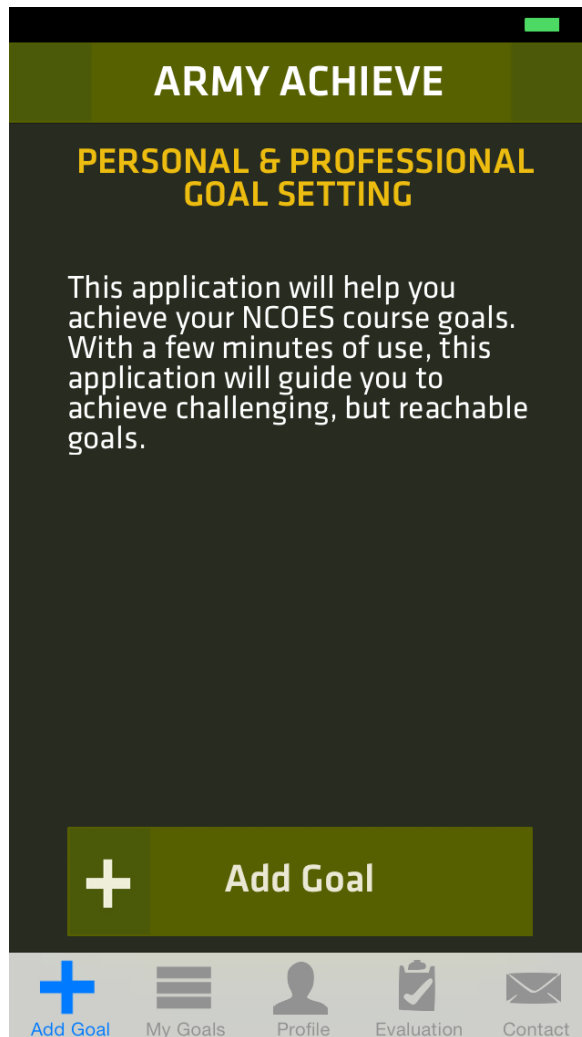 ARMY ACHIEVE
PERSONAL & PROFESSIONAL
GOAL SETTING
This application will help you
achieve your NCOES course goals.
With a few minutes of use, this
application will guide you to
achieve challenging, but reachable
goals.
Add Goal
Add Goal My Goals Profile Evaluation Contact